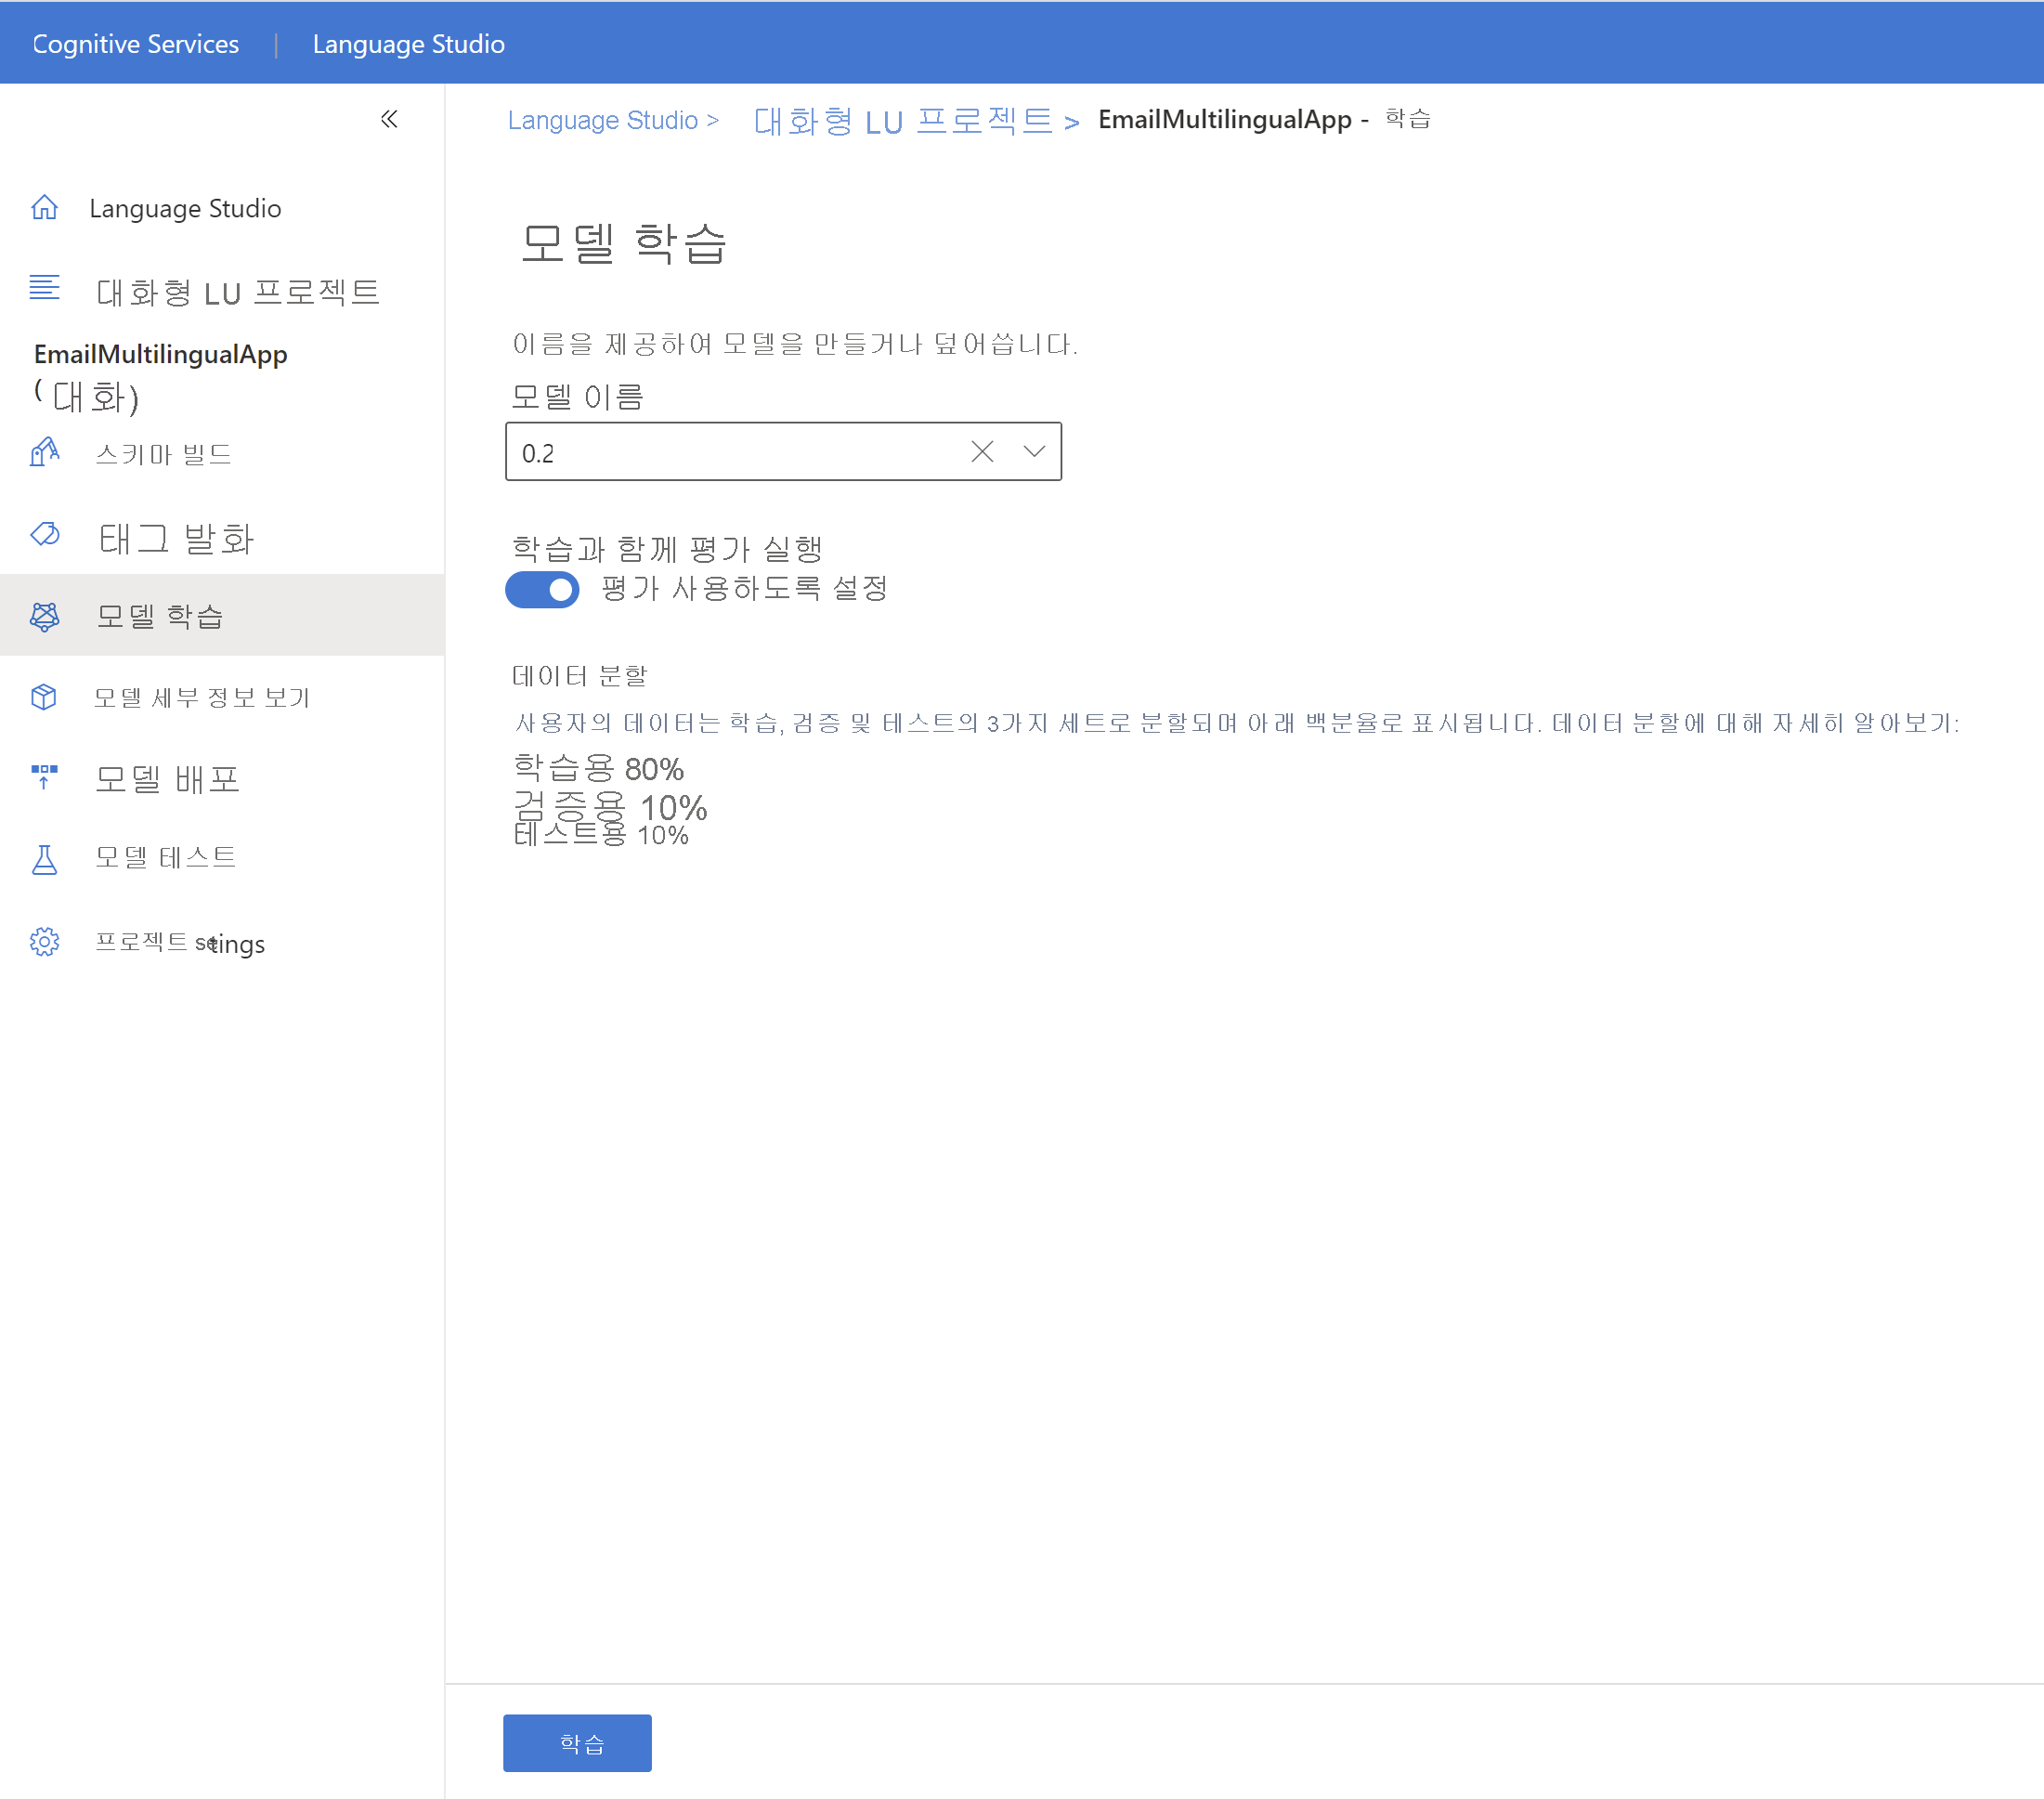 Cognitive Services | Language Studio
Language Studio > 대화형 LU 프로젝트 > EmailMultilingualApp - 학습
Language Studio
대화형 LU 프로젝트
EmailMultilingualApp
(대화)
스키마 빌드
태그 발화
모델 학습
모델 세부 정보 보기
모델 배포
모델 테스트
프로젝트 settings
모델 학습
이름을 제공하여 모델을 만들거나 덮어씁니다.
모델 이름
0.2
학습과 함께 평가 실행
평가 사용하도록 설정
데이터 분할
사용자의 데이터는 학습, 검증 및 테스트의 3가지 세트로 분할되며 아래 백분율로 표시됩니다. 데이터 분할에 대해 자세히 알아보기:
학습용 80%
검증용 10%
테스트용 10%
학습